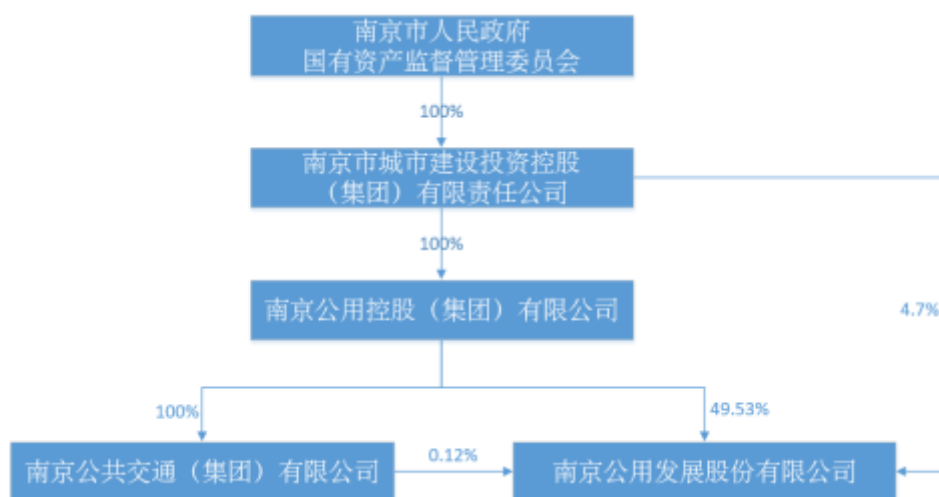 南京市人民政府
国有资产监督管理委员会
100%
南京市城市建设投资控股
（集团）有限责任公司
100%
南京公用控股（集团）有限公司
4.7%
100%
49.53%
南京公共交通（集团）有限公司
0.12%
南京公用发展股份有限公司